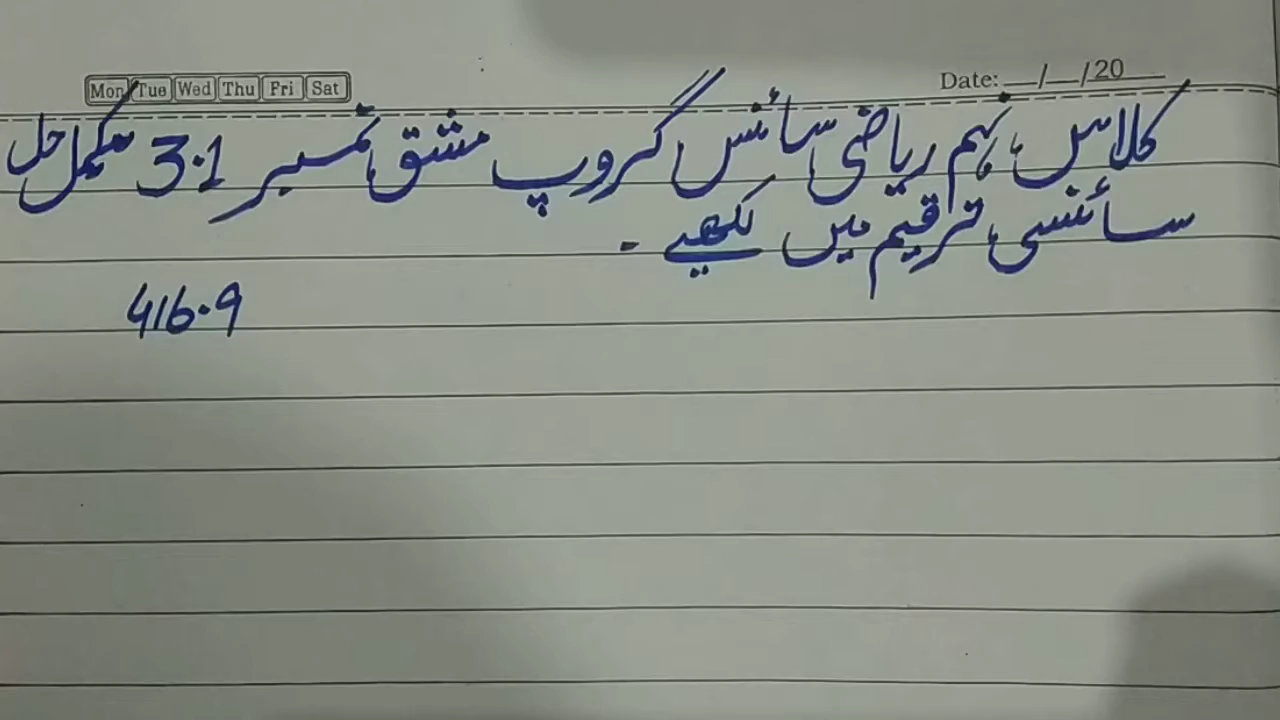 Mon Tue Wed Thu Fri Sat
Date: __/__/20__
کلاس نہم ریاضی سائنس گروپ مشق نمبر 3.1 مکمل حل
سائنسی ترقیم میں لکھیے ۔
416.9